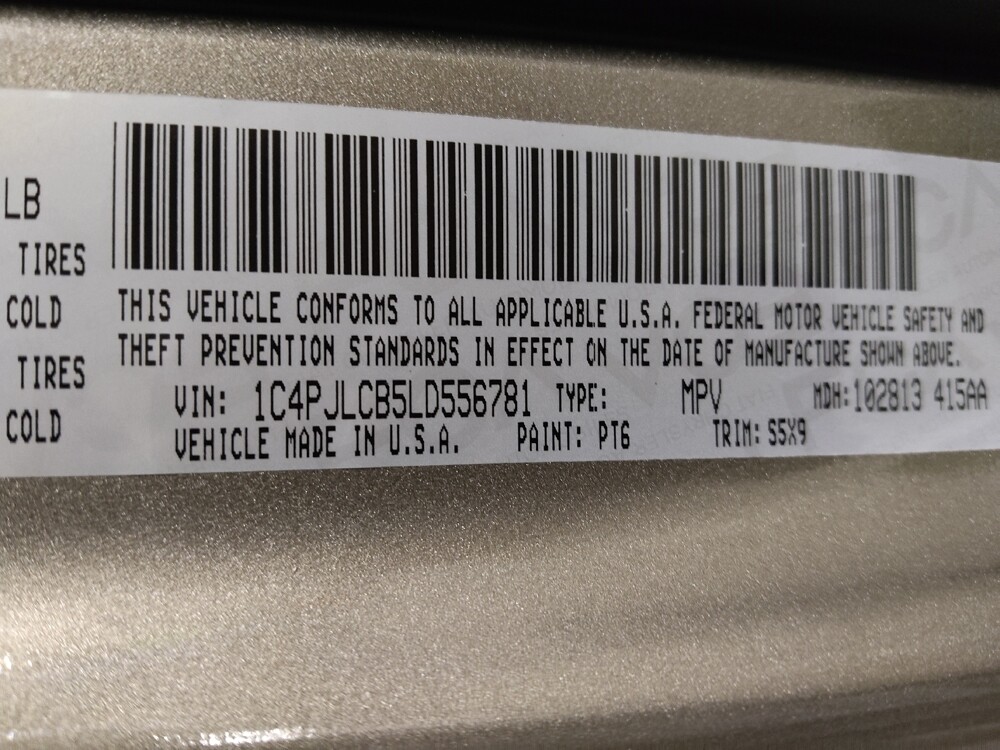 LB
TIRES
COLD
TIRES
COLD
THIS VEHICLE CONFORMS TO ALL APPLICABLE U.S.A. FEDERAL MOTOR VEHICLE SAFETY AND
THEFT PREVENTION STANDARDS IN EFFECT ON THE DATE OF MANUFACTURE SHOWN ABOVE.
VIN: 1C4PJLCB5LD556781 TYPE: MPV MDH:102813 415AA
VEHICLE MADE IN U.S.A. PAINT: PT6 TRIM: S5X9